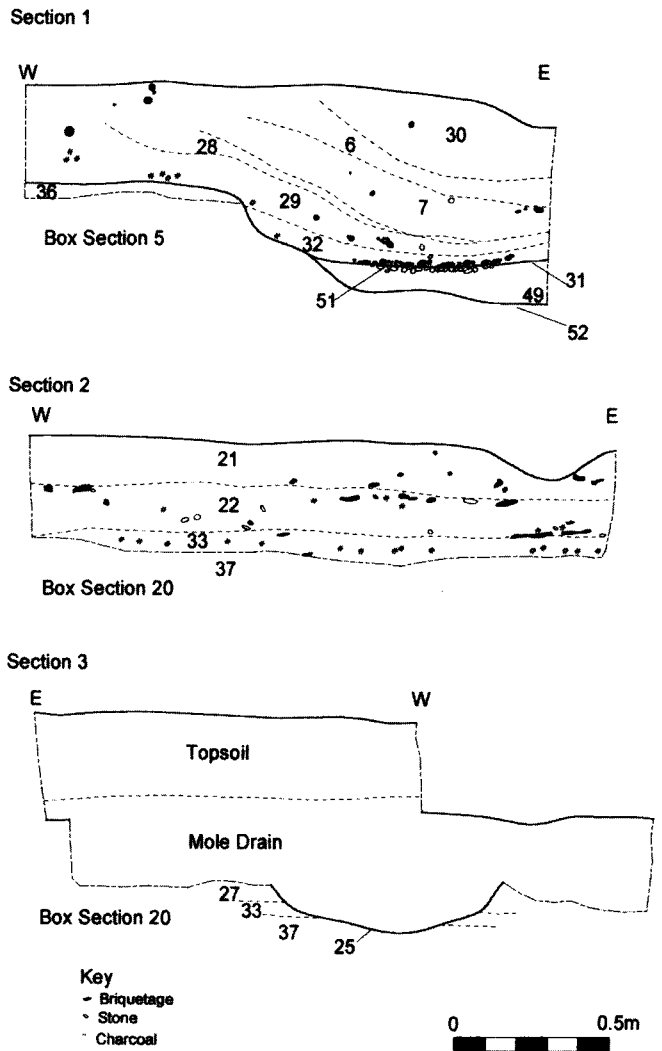 Section 1
W E
30
6
28
36
29
7
Box Section 5
32
31
51
49
52
Section 2
W E
21
22
33
37
Box Section 20
Section 3
E W
Topsoil
Mole Drain
27
Box Section 20
33
37
25
Key
Briquetage
Stone
Charcoal
0 0.5m